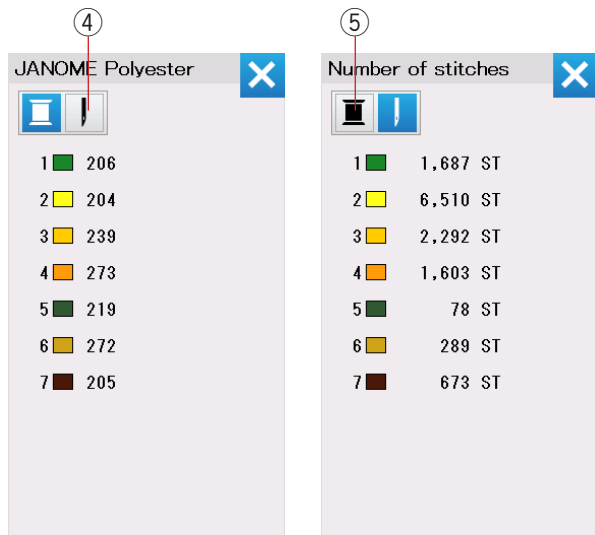 ④
JANOME Polyester
1 206
2 204
3 239
4 273
5 219
6 272
7 205
⑤
Number of stitches
1 1,687 ST
2 6,510 ST
3 2,292 ST
4 1,603 ST
5 78 ST
6 289 ST
7 673 ST